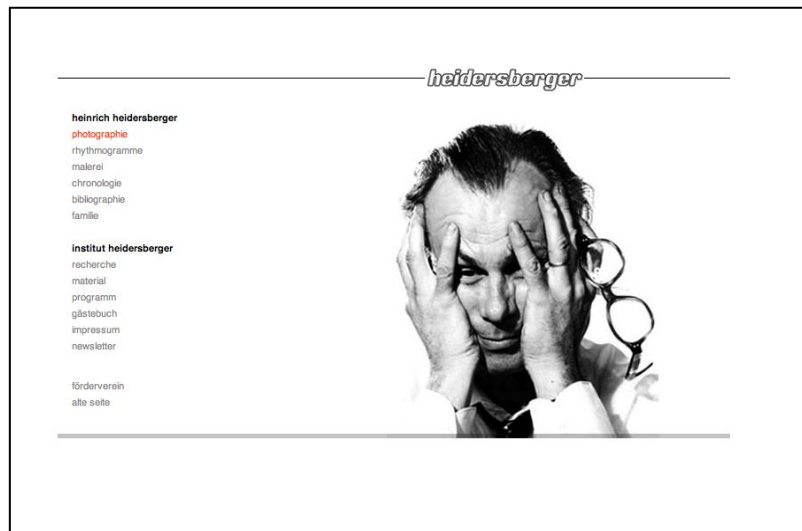 heidersberger
heinrich heidersberger
photographie
rhythmogramme
malerei
chronologie
bibliographie
familie
institut heidersberger
recherche
material
programm
gästebuch
impressum
newsletter
förderverein
alte seite